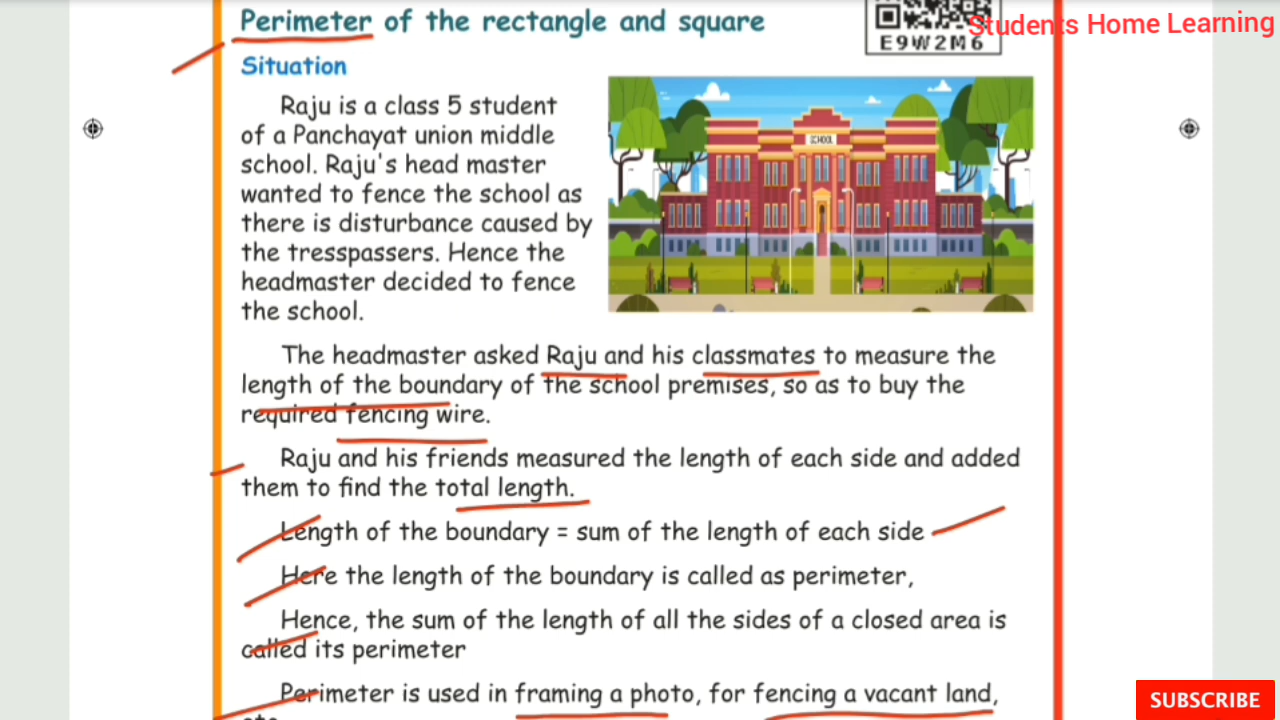 Perimeter of the rectangle and square
E9W2M6
Students Home Learning
Situation
Raju is a class 5 student
of a Panchayat union middle
school. Raju's head master
wanted to fence the school as
there is disturbance caused by
the tresspassers. Hence the
headmaster decided to fence
the school.
SCHOOL
The headmaster asked Raju and his classmates to measure the
length of the boundary of the school premises, so as to buy the
required fencing wire.
Raju and his friends measured the length of each side and added
them to find the total length.
Length of the boundary = sum of the length of each side
Here the length of the boundary is called as perimeter,
Hence, the sum of the length of all the sides of a closed area is
called its perimeter
Perimeter is used in framing a photo, for fencing a vacant land,
SUBSCRIBE